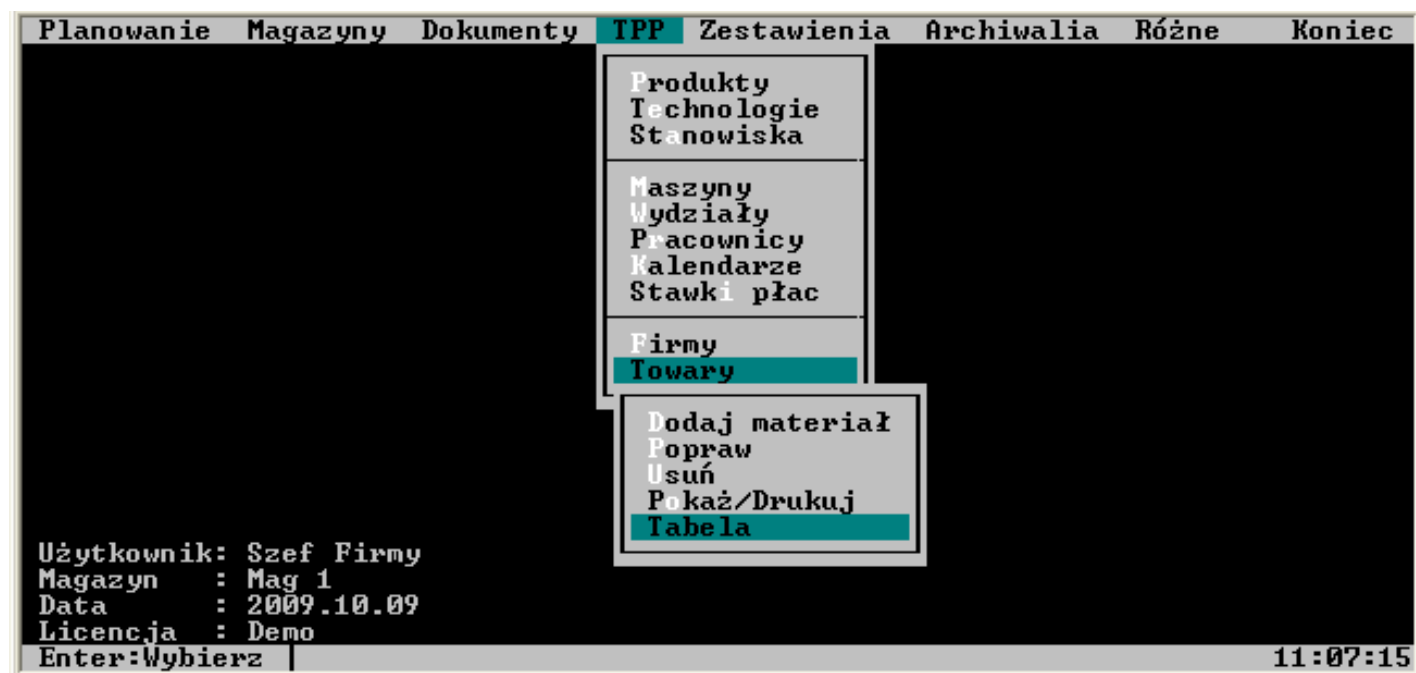 Planowanie Magazyny Dokumenty TPP Zestawienia Archiwalia Różne Koniec
Produkty
Technologie
Stanowiska
Maszyny
Wydziały
Pracownicy
Kalendarze
Stawki płac
Firmy
Towary
Dodaj materiał
Popraw
Usuń
Pokaż/Drukuj
Tabela
Użytkownik: Szef Firmy
Magazyn : Mag 1
Data : 2009.10.09
Licencja : Demo
Enter:Wybierz 11:07:15